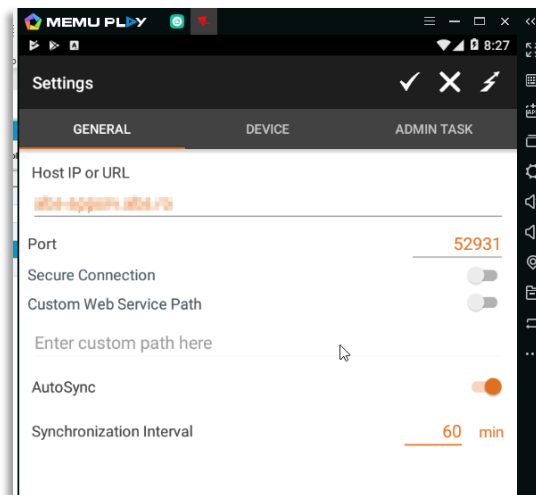 MEMU PLAY
8:27
Settings
GENERAL DEVICE ADMIN TASK
Host IP or URL
Port 52931
Secure Connection
Custom Web Service Path
Enter custom path here
AutoSync
Synchronization Interval 60 min